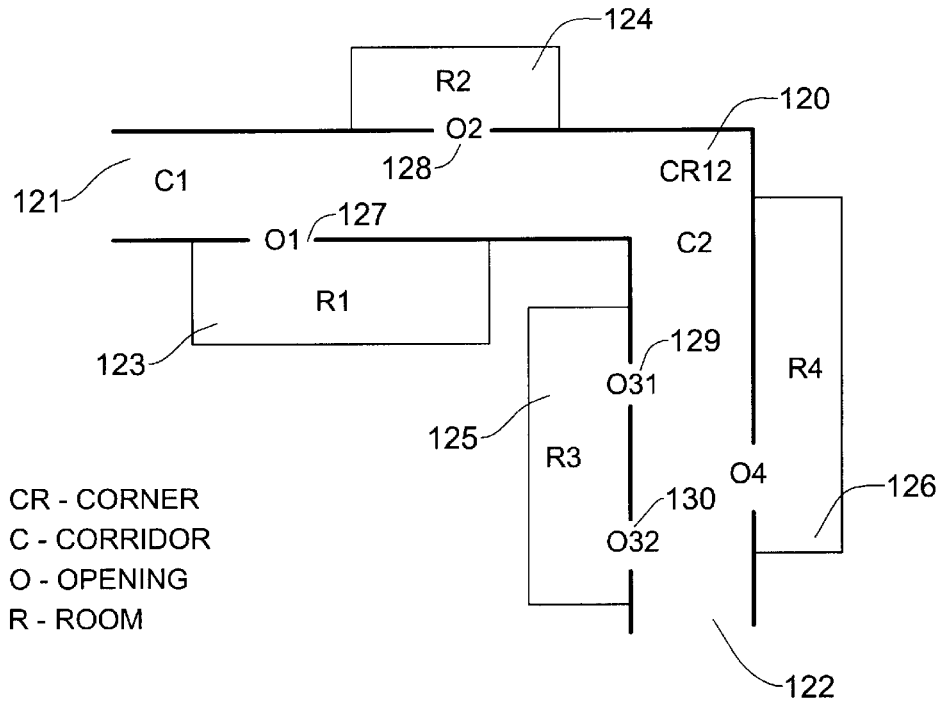 124
R2
120
O2
128
CR12
121
C1
127
O1
C2
R1
123
129
O31
R4
125
R3
O4
126
130
O32
CR - CORNER
C - CORRIDOR
O - OPENING
R - ROOM
122